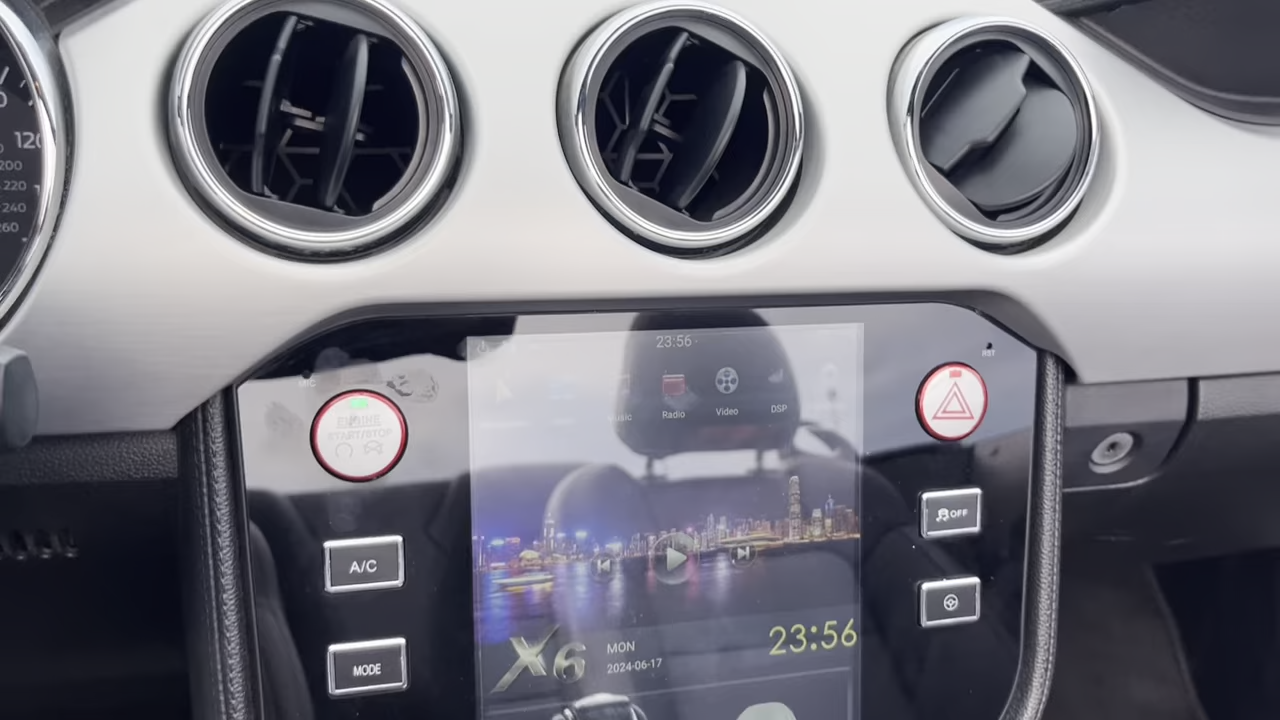 120
200
220
240
260
23:56
RST
Music
Radio
Video
DSP
ENGINE
START/STOP
OFF
A/C
23:56
X6
MON
2024-06-17
MODE